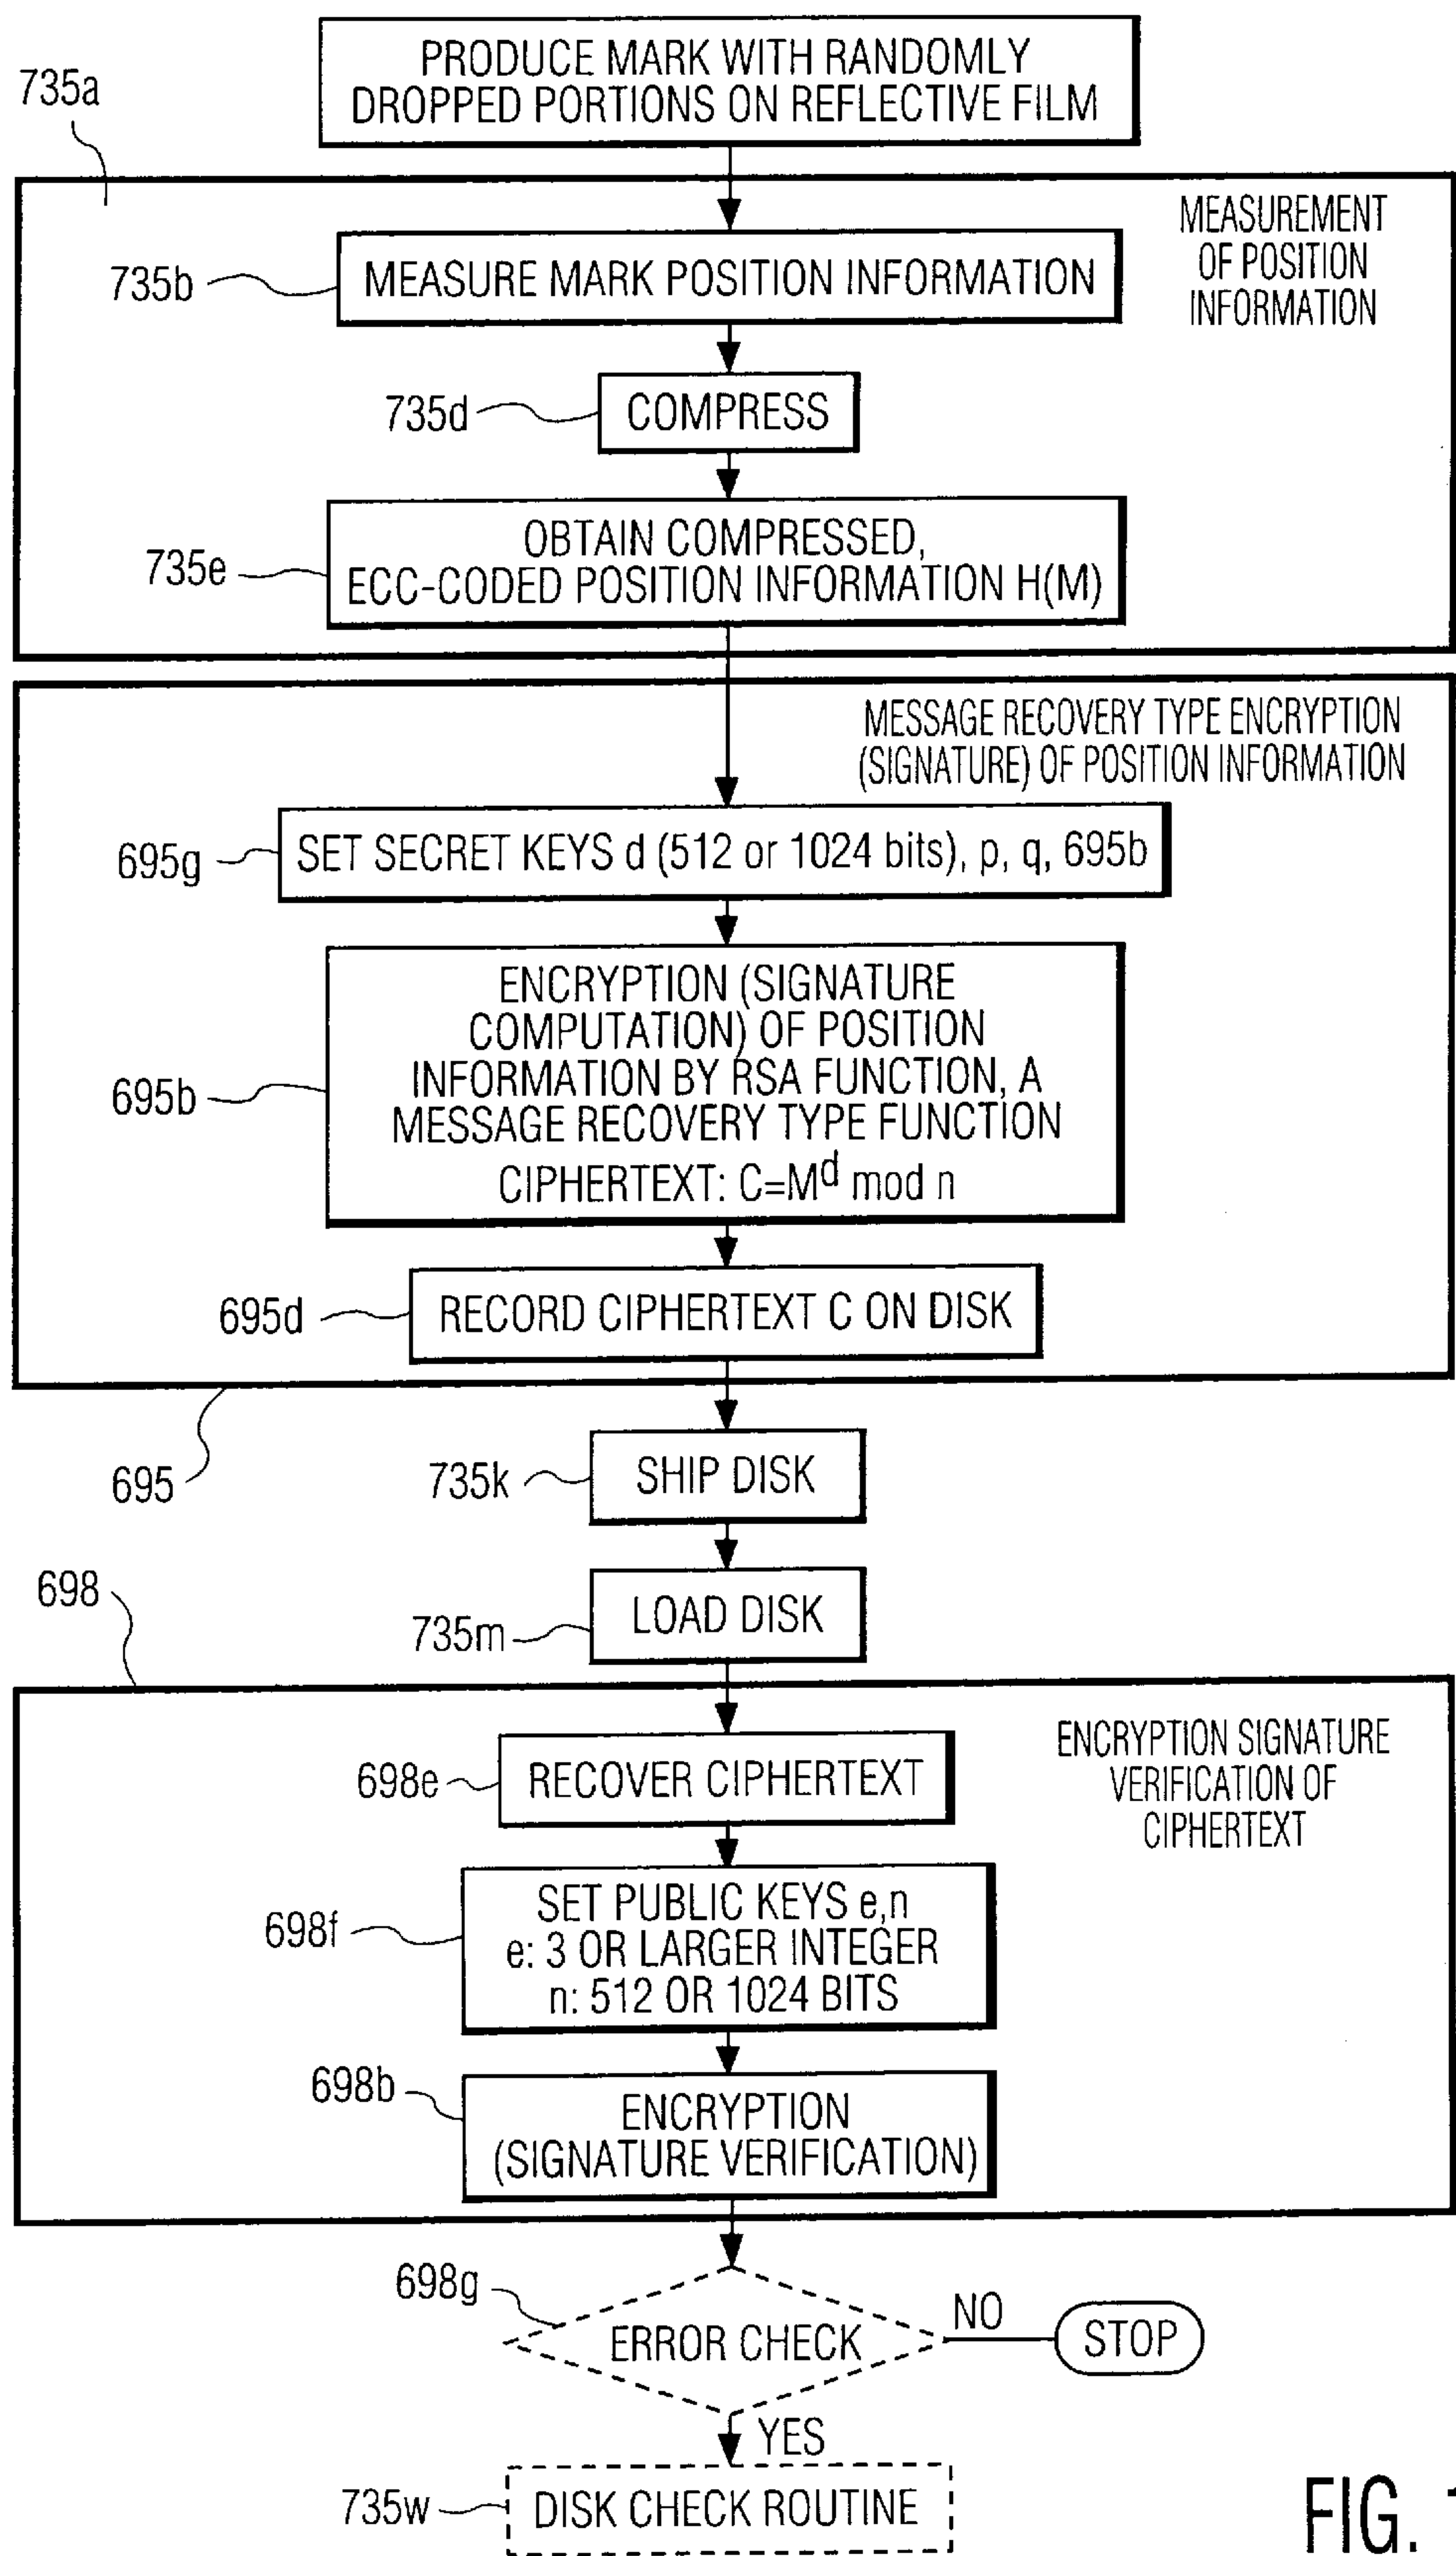 PRODUCE MARK WITH RANDOMLY
DROPPED PORTIONS ON REFLECTIVE FILM
735a
MEASUREMENT
OF POSITION
INFORMATION
735b
MEASURE MARK POSITION INFORMATION
735d
COMPRESS
735e
OBTAIN COMPRESSED,
ECC-CODED POSITION INFORMATION H(M)
MESSAGE RECOVERY TYPE ENCRYPTION
(SIGNATURE) OF POSITION INFORMATION
695g
SET SECRET KEYS d (512 or 1024 bits), p, q, 695b
695b
ENCRYPTION (SIGNATURE
COMPUTATION) OF POSITION
INFORMATION BY RSA FUNCTION, A
MESSAGE RECOVERY TYPE FUNCTION
CIPHERTEXT: C=M^d mod n
695d
RECORD CIPHERTEXT C ON DISK
695
735k
SHIP DISK
698
735m
LOAD DISK
ENCRYPTION SIGNATURE
VERIFICATION OF
CIPHERTEXT
698e
RECOVER CIPHERTEXT
698f
SET PUBLIC KEYS e,n
e: 3 OR LARGER INTEGER
n: 512 OR 1024 BITS
698b
ENCRYPTION
(SIGNATURE VERIFICATION)
698g
ERROR CHECK
NO
STOP
YES
735w
DISK CHECK ROUTINE
FIG.